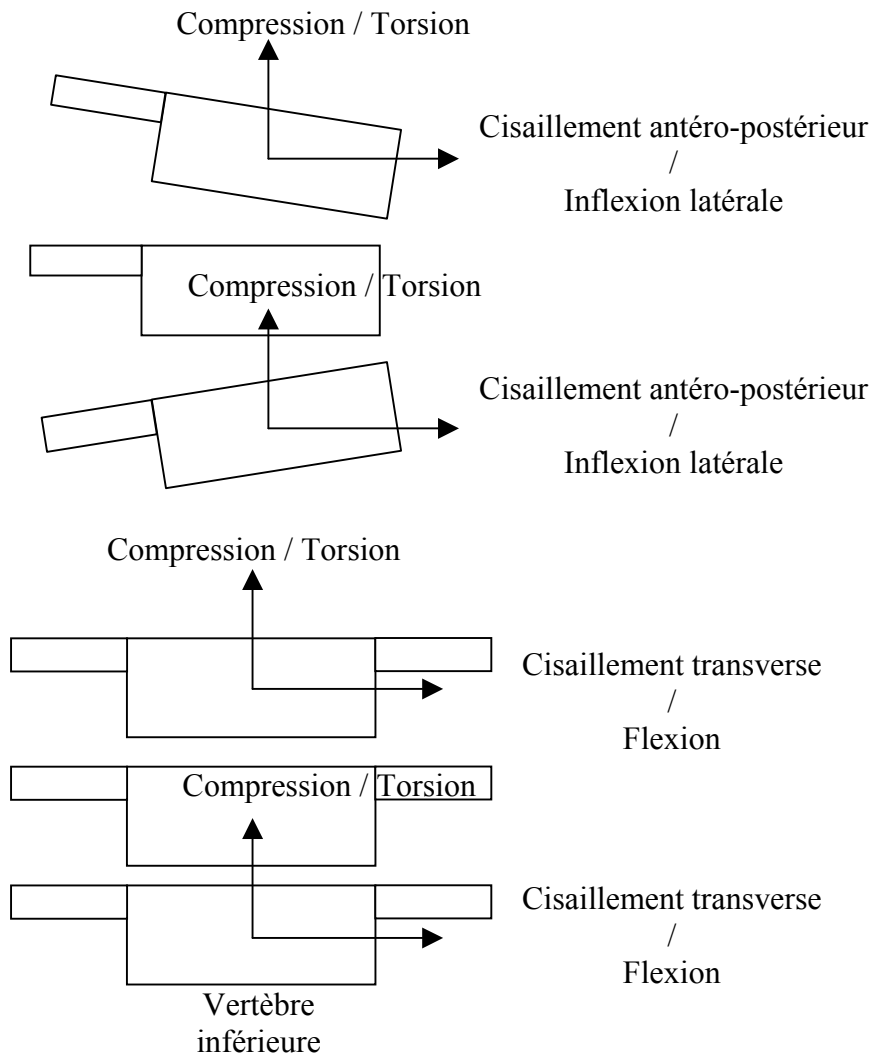 Compression / Torsion
Cisaillement antéro-postérieur
/
Inflexion latérale
Compression / Torsion
Cisaillement antéro-postérieur
/
Inflexion latérale
Compression / Torsion
Cisaillement transverse
/
Flexion
Compression / Torsion
Cisaillement transverse
/
Flexion
Vertèbre
inférieure